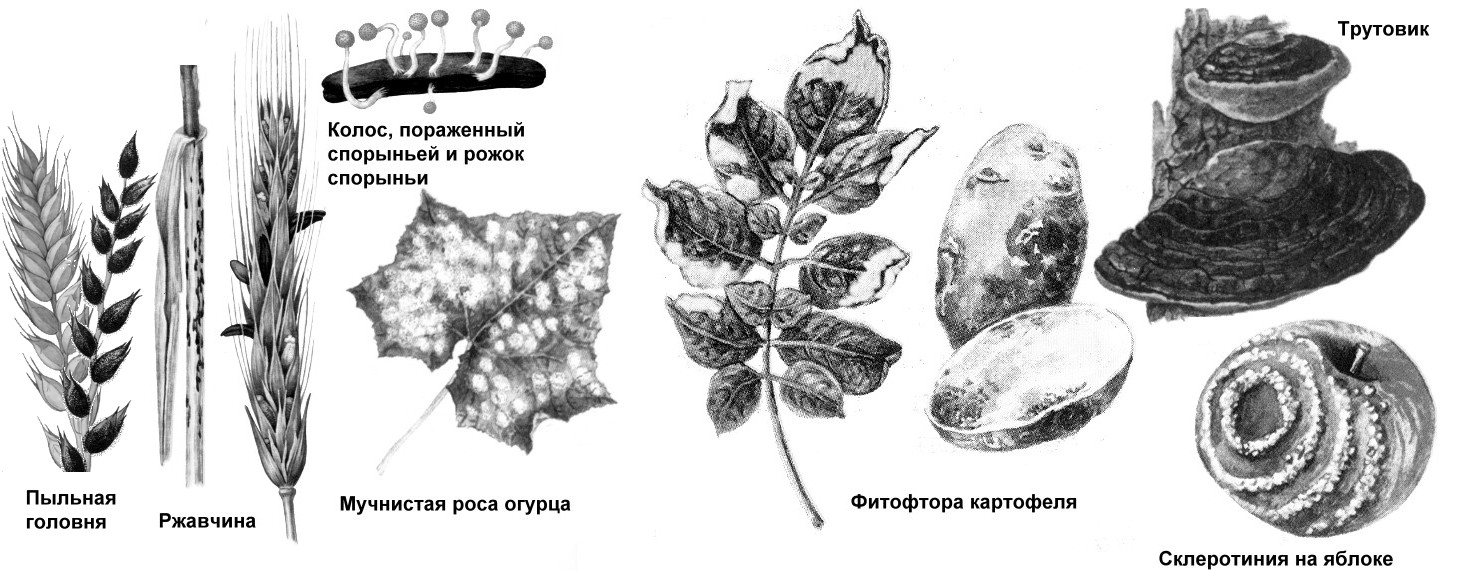 Трутовик
Колос, пораженный
спорыньей и рожок
спорыньи
Пыльная
головня
Ржавчина
Мучнистая роса огурца
Фитофтора картофеля
Склеротиния на яблоке